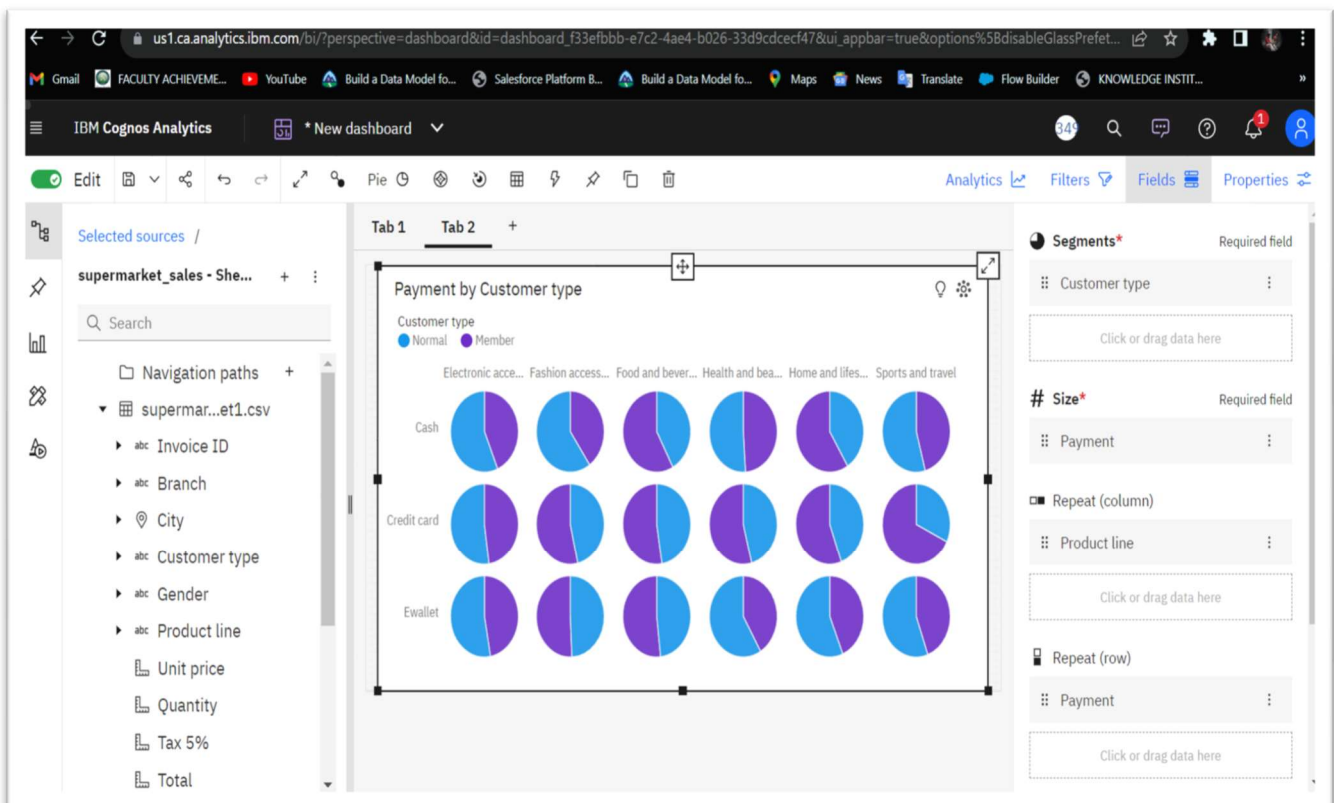 us1.ca.analytics.ibm.com/bi/?perspective=dashboard&id=dashboard_f33efbbb-e7c2-4ae4-b026-33d9cdcecf47&ui_appbar=true&options%5BdisableGlassPrefet...
Gmail FACULTY ACHIEVEME... YouTube Build a Data Model fo... Salesforce Platform B... Build a Data Model fo... Maps News Translate Flow Builder KNOWLEDGE INSTIT... »
IBM Cognos Analytics * New dashboard 349 1
Edit Pie Analytics Filters Fields Properties
Selected sources /
supermarket_sales - She... +
Search
Navigation paths +
supermar...et1.csv
abc Invoice ID
abc Branch
City
abc Customer type
abc Gender
abc Product line
Unit price
Quantity
Tax 5%
Total
Tab 1 Tab 2 +
Payment by Customer type
Customer type
Normal Member
Electronic acce... Fashion access... Food and bever... Health and bea... Home and lifes... Sports and travel
Cash
Credit card
Ewallet
Segments* Required field
Customer type
Click or drag data here
# Size* Required field
Payment
Repeat (column)
Product line
Click or drag data here
Repeat (row)
Payment
Click or drag data here